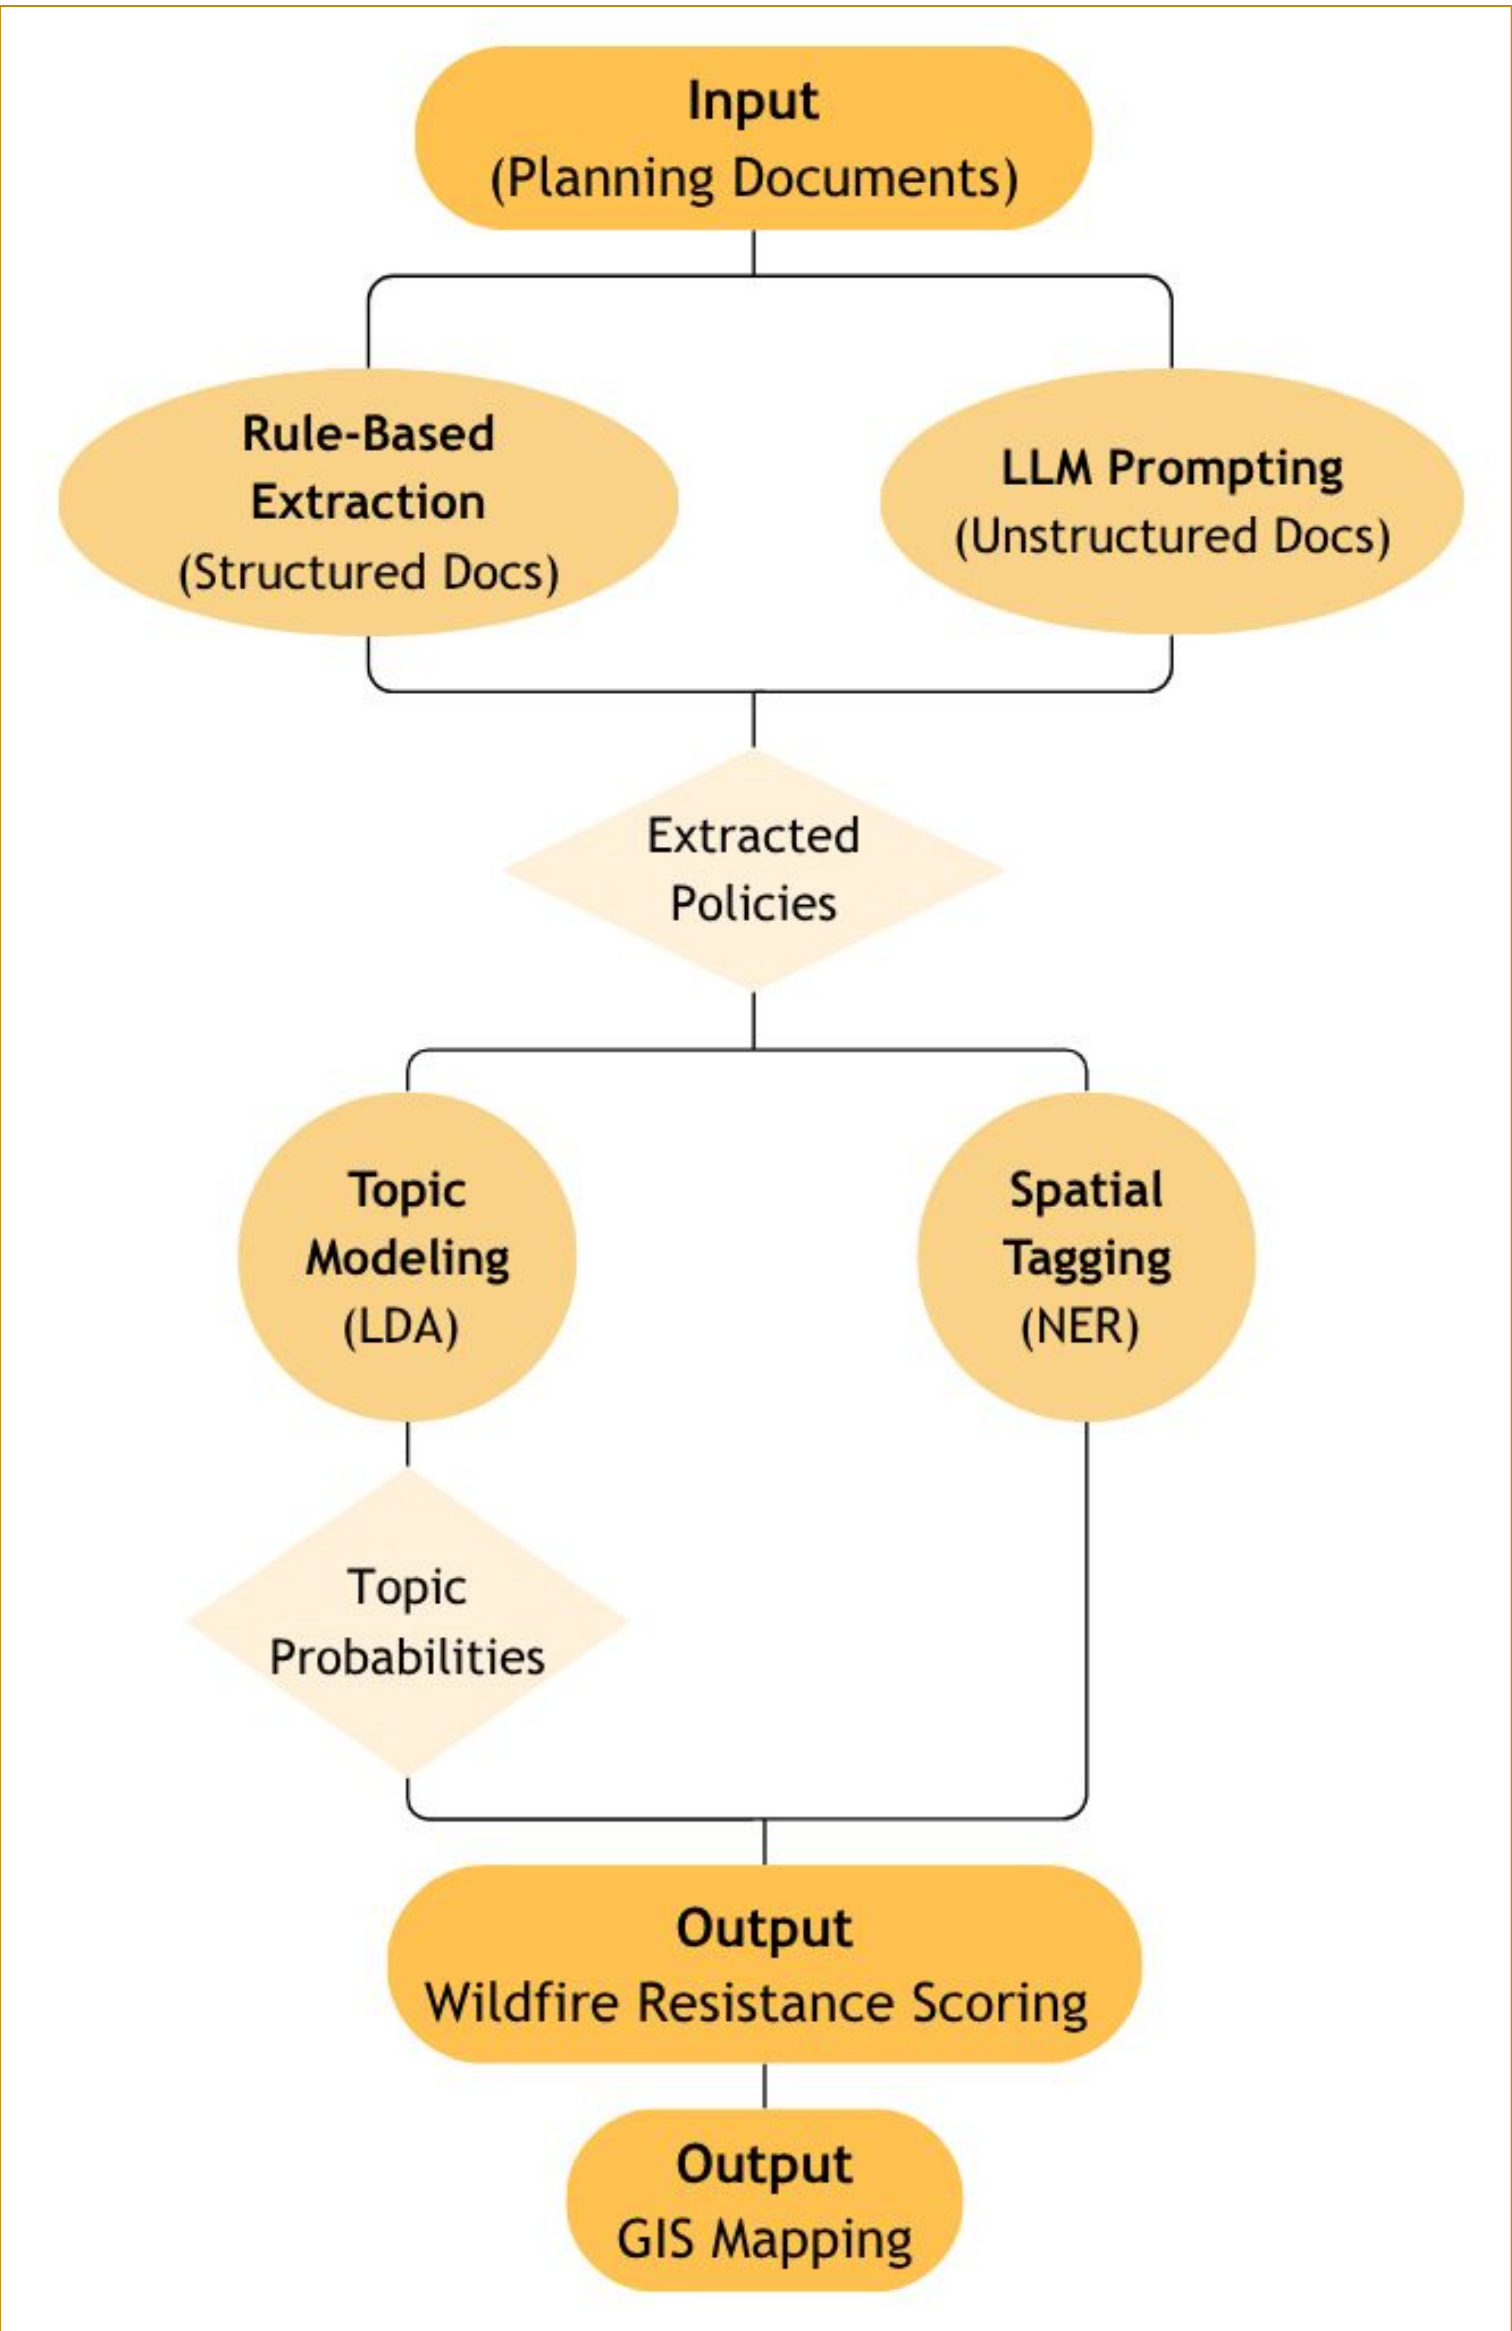 Input
(Planning Documents)
Rule-Based
Extraction
(Structured Docs)
LLM Prompting
(Unstructured Docs)
Extracted
Policies
Topic
Modeling
(LDA)
Spatial
Tagging
(NER)
Topic
Probabilities
Output
Wildfire Resistance Scoring
Output
GIS Mapping